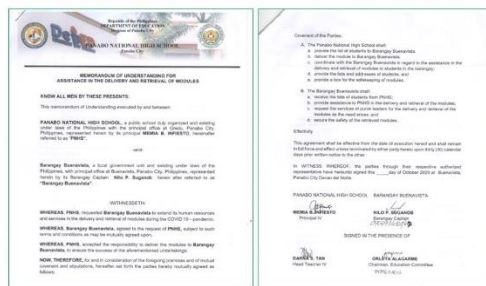 Republic of the Philippines
DEPARTMENT OF EDUCATION
Division of Panabo City
PANABO NATIONAL HIGH SCHOOL
Panabo City
MEMORANDUM OF UNDERSTANDING FOR
ASSISTANCE IN THE DELIVERY AND RETRIEVAL OF MODULES
KNOW ALL MEN BY THESE PRESENTS:
This memorandum of Understanding executed by and between:
PANABO NATIONAL HIGH SCHOOL, a public school duly organized and existing
under laws of the Philippines with the principal office at Gredu, Panabo City,
Philippines, represented herein by its principal MEMIA B. INFIESTO, hereinafter
referred to as "PNHS".
-and-
Barangay Buenavista, a local government unit and existing under laws of the
Philippines, with principal office at Buenavista, Panabo City, Philippines, represented
herein by its Barangay Captain Nilo P. Suganob herein after referred to as
"Barangay Buenavista".
WITNESSETH:
WHEREAS, PNHS, requested Barangay Buenavista to extend its human resources
and services in the delivery and retrieval of modules during the COVID 19 - pandemic.
WHEREAS, Barangay Buenavista, agreed to the request of PNHS, subject to such
terms and conditions as may be mutually agreed upon.
WHEREAS, PNHS, accepted the responsibility to deliver the modules to Barangay
Buenavista, to ensure the success of the aforementioned undertakings.
NOW, THEREFORE, for and in consideration of the foregoing premises and of mutual
covenant and stipulations, hereafter set forth the parties hereby mutually agreed as
follows:
Covenant of the Parties:
A. The Panabo National High School shall:
a. provide the list of students to Barangay Buenavista;
b. deliver the module to Barangay Buenavista;
c. coordinate with the Barangay Buenavista in regard to the assistance in the
delivery and retrieval of modules to students in the barangay;
d. provide the lists and addresses of students; and
e. provide a box for the safekeeping of modules.
B. The Barangay Buenavista shall:
a. receive the lists of students from PNHS;
b. provide assistance to PNHS in the delivery and retrieval of the modules;
c. request the services of purok leaders for the delivery and retrieval of the
modules as the need arises; and
d. secure the safety of the retrieved modules.
Effectivity
This agreement shall be effective from the date of execution hereof and shall remain
in full force and effect unless terminated by either party hereto upon thirty (30) calendar
days prior written notice to the other.
IN WITNESS WHEREOF, the parties through their respective authorized
representative have hereunto signed this ____day of October 2020 at Buenavista,
Panabo City Davao del Norte.
PANABO NATIONAL HIGH SCHOOL BARANGAY BUENAVISTA
MEMIA B. INFIESTO NILO P. SUGANOB
Principal IV Barangay Captain
SIGNED IN THE PRESENCE OF
S. TAN ALAGARME
Head Teacher IV Chairman, Education Committee